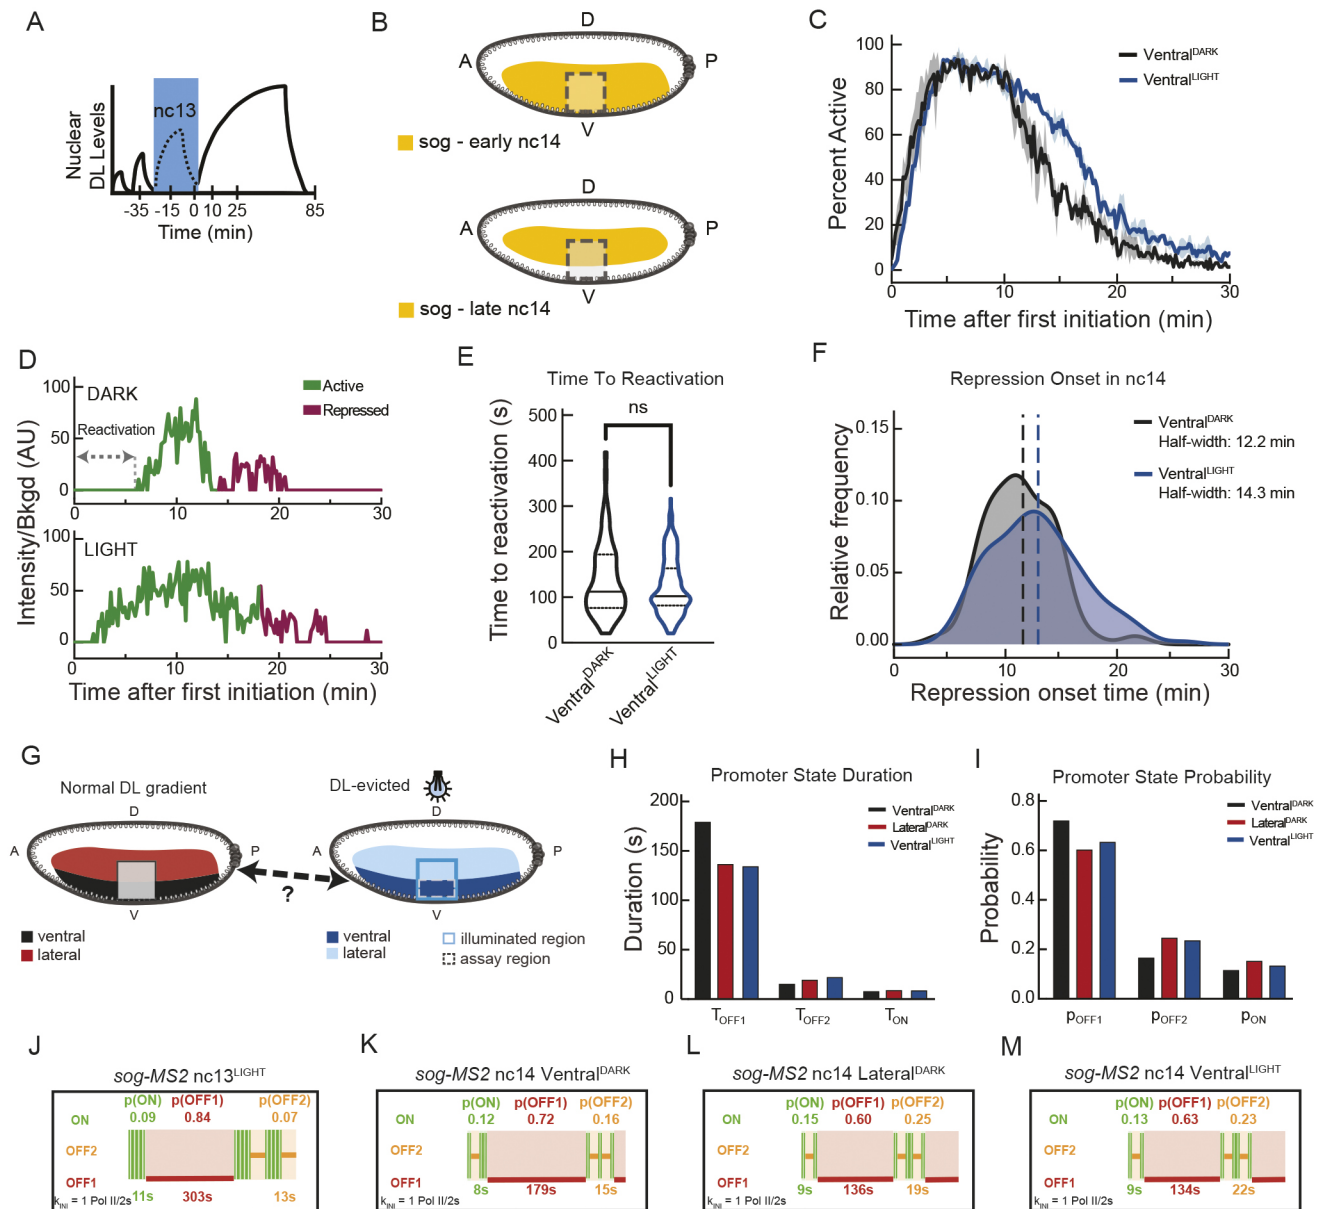 A
nc13
Nuclear
DL Levels
-35 -15 0 10 25 85
Time (min)
B
D
A
P
V
sog - early nc14
D
A
P
V
sog - late nc14
C
Percent Active
100
80
60
40
20
0
0 10 20 30
Time after first initiation (min)
Ventral^DARK
Ventral^LIGHT
D
Intensity/Bkgd (AU)
100
50
0
DARK
Active
Repressed
Reactivation
0 10 20 30
100
50
0
LIGHT
0 10 20 30
Time after first initiation (min)
E
Time To Reactivation
ns
Time to reactivation (s)
500
400
300
200
100
0
Ventral^DARK
Ventral^LIGHT
F
Repression Onset in nc14
Relative frequency
0.15
0.10
0.05
0.00
Ventral^DARK
Half-width: 12.2 min
Ventral^LIGHT
Half-width: 14.3 min
0 10 20 30
Repression onset time (min)
G
Normal DL gradient
D
A
P
V
?
DL-evicted
D
A
P
V
ventral
lateral
ventral
lateral
illuminated region
assay region
H
Promoter State Duration
Duration (s)
200
150
100
50
0
Ventral^DARK
Lateral^DARK
Ventral^LIGHT
T_OFF1 T_OFF2 T_ON
I
Promoter State Probability
Probability
0.8
0.6
0.4
0.2
0.0
Ventral^DARK
Lateral^DARK
Ventral^LIGHT
p_OFF1 p_OFF2 p_ON
J
sog-MS2 nc13^LIGHT
p(ON) p(OFF1) p(OFF2)
ON 0.09 0.84 0.07
OFF2
OFF1
k_INI = 1 Pol II/2s 11s 303s 13s
K
sog-MS2 nc14 Ventral^DARK
p(ON) p(OFF1) p(OFF2)
ON 0.12 0.72 0.16
OFF2
OFF1
k_INI = 1 Pol II/2s 8s 179s 15s
L
sog-MS2 nc14 Lateral^DARK
p(ON) p(OFF1) p(OFF2)
ON 0.15 0.60 0.25
OFF2
OFF1
k_INI = 1 Pol II/2s 9s 136s 19s
M
sog-MS2 nc14 Ventral^LIGHT
p(ON) p(OFF1) p(OFF2)
ON 0.13 0.63 0.23
OFF2
OFF1
k_INI = 1 Pol II/2s 9s 134s 22s